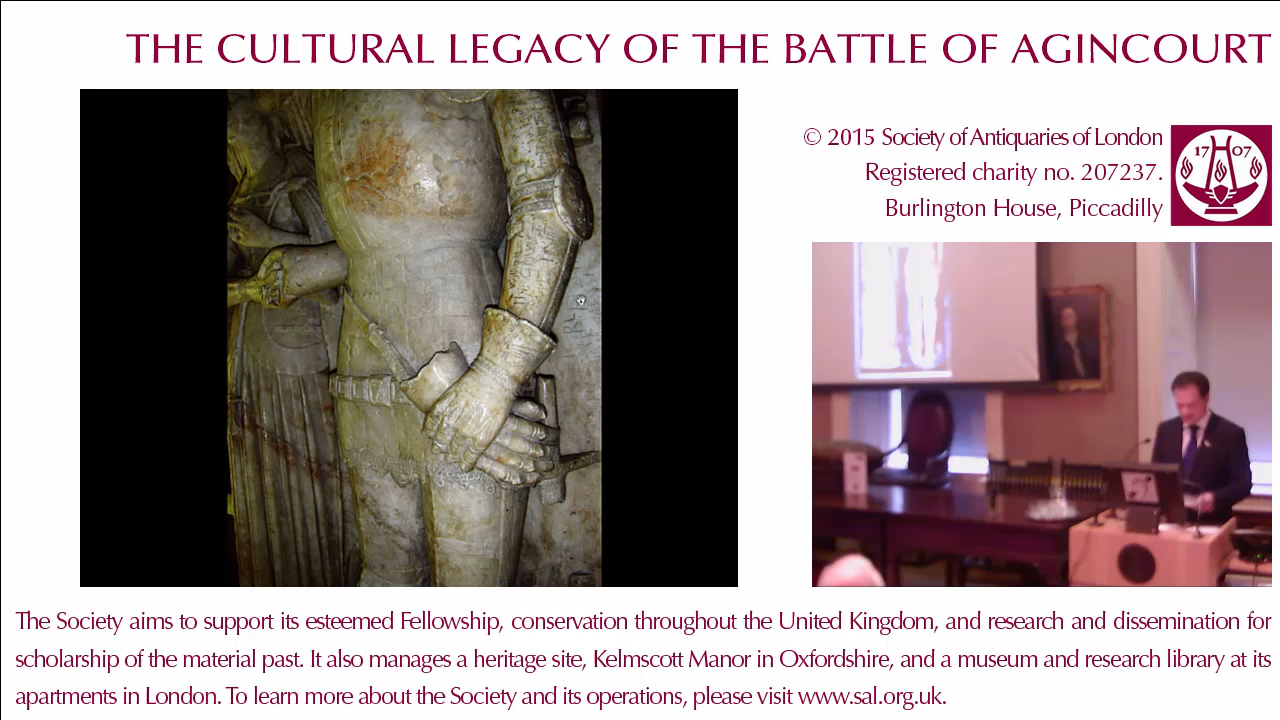 THE CULTURAL LEGACY OF THE BATTLE OF AGINCOURT
© 2015 Society of Antiquaries of London
Registered charity no. 207237.
Burlington House, Piccadilly
17 07
The Society aims to support its esteemed Fellowship, conservation throughout the United Kingdom, and research and dissemination for
scholarship of the material past. It also manages a heritage site, Kelmscott Manor in Oxfordshire, and a museum and research library at its
apartments in London. To learn more about the Society and its operations, please visit www.sal.org.uk.